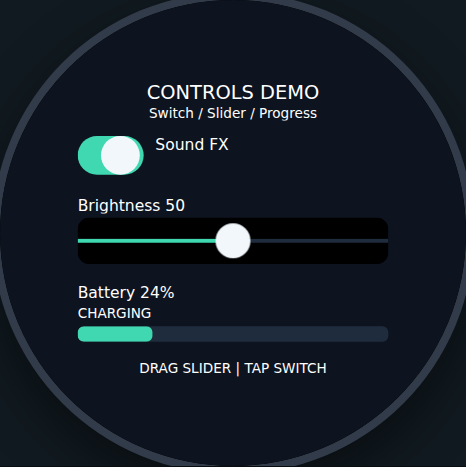 CONTROLS DEMO
Switch / Slider / Progress
Sound FX
Brightness 50
Battery 24%
CHARGING
DRAG SLIDER | TAP SWITCH